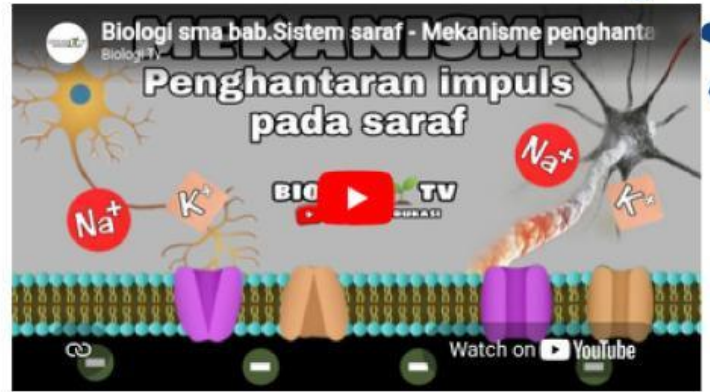 Biologi sma bab.Sistem saraf - Mekanisme penghanta
Biologi Tv
MEKANISME
Penghantaran impuls
pada saraf
Na+
K+
BIO TV
Na+
K+
Watch on YouTube